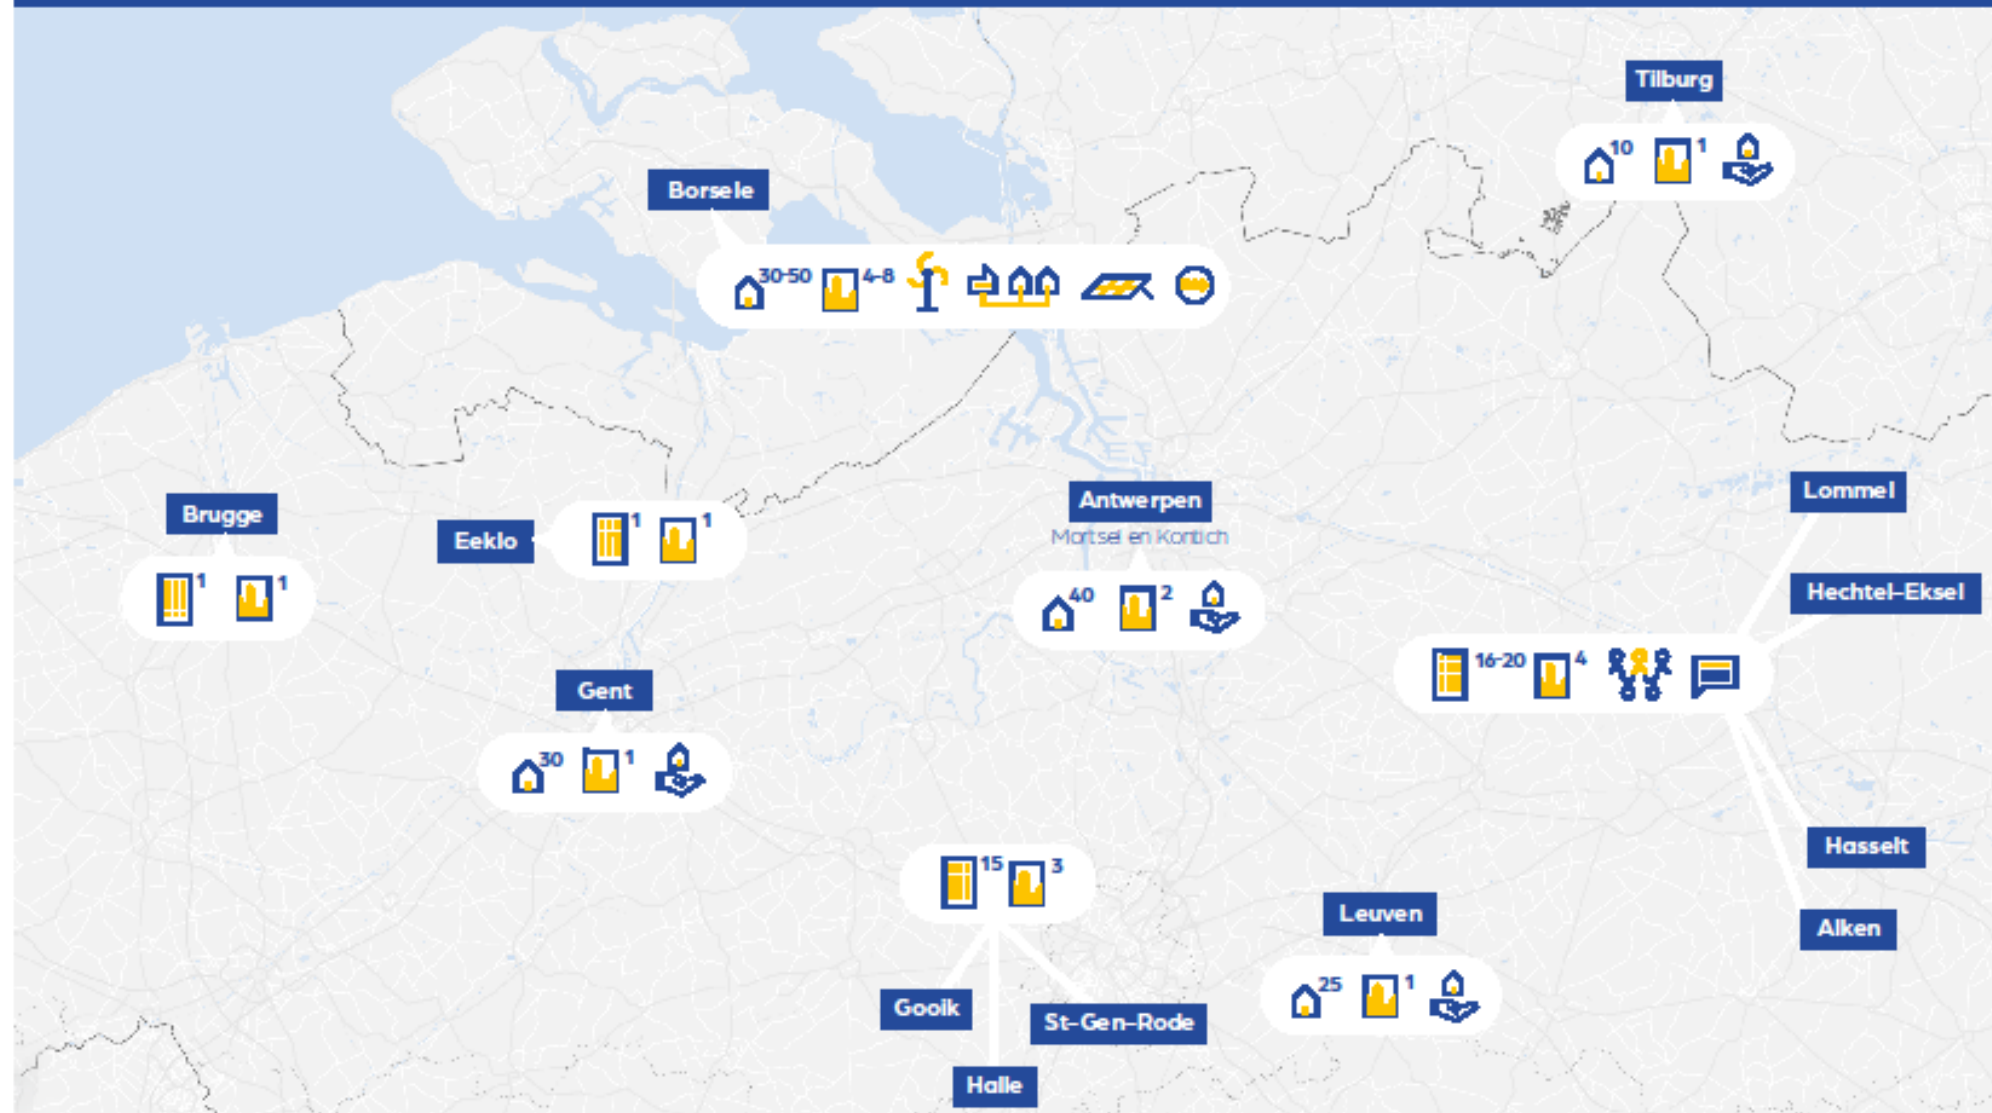 Tilburg
10 1
Borsele
30-50 4-8
Lommel
Brugge
1 1
Eeklo
1 1
Antwerpen
Mortsel en Kontich
40 2
Hechtel-Eksel
16-20 4
Gent
30 1
Hasselt
15 3
Leuven
25 1
Alken
Gooik
St-Gen-Rode
Halle